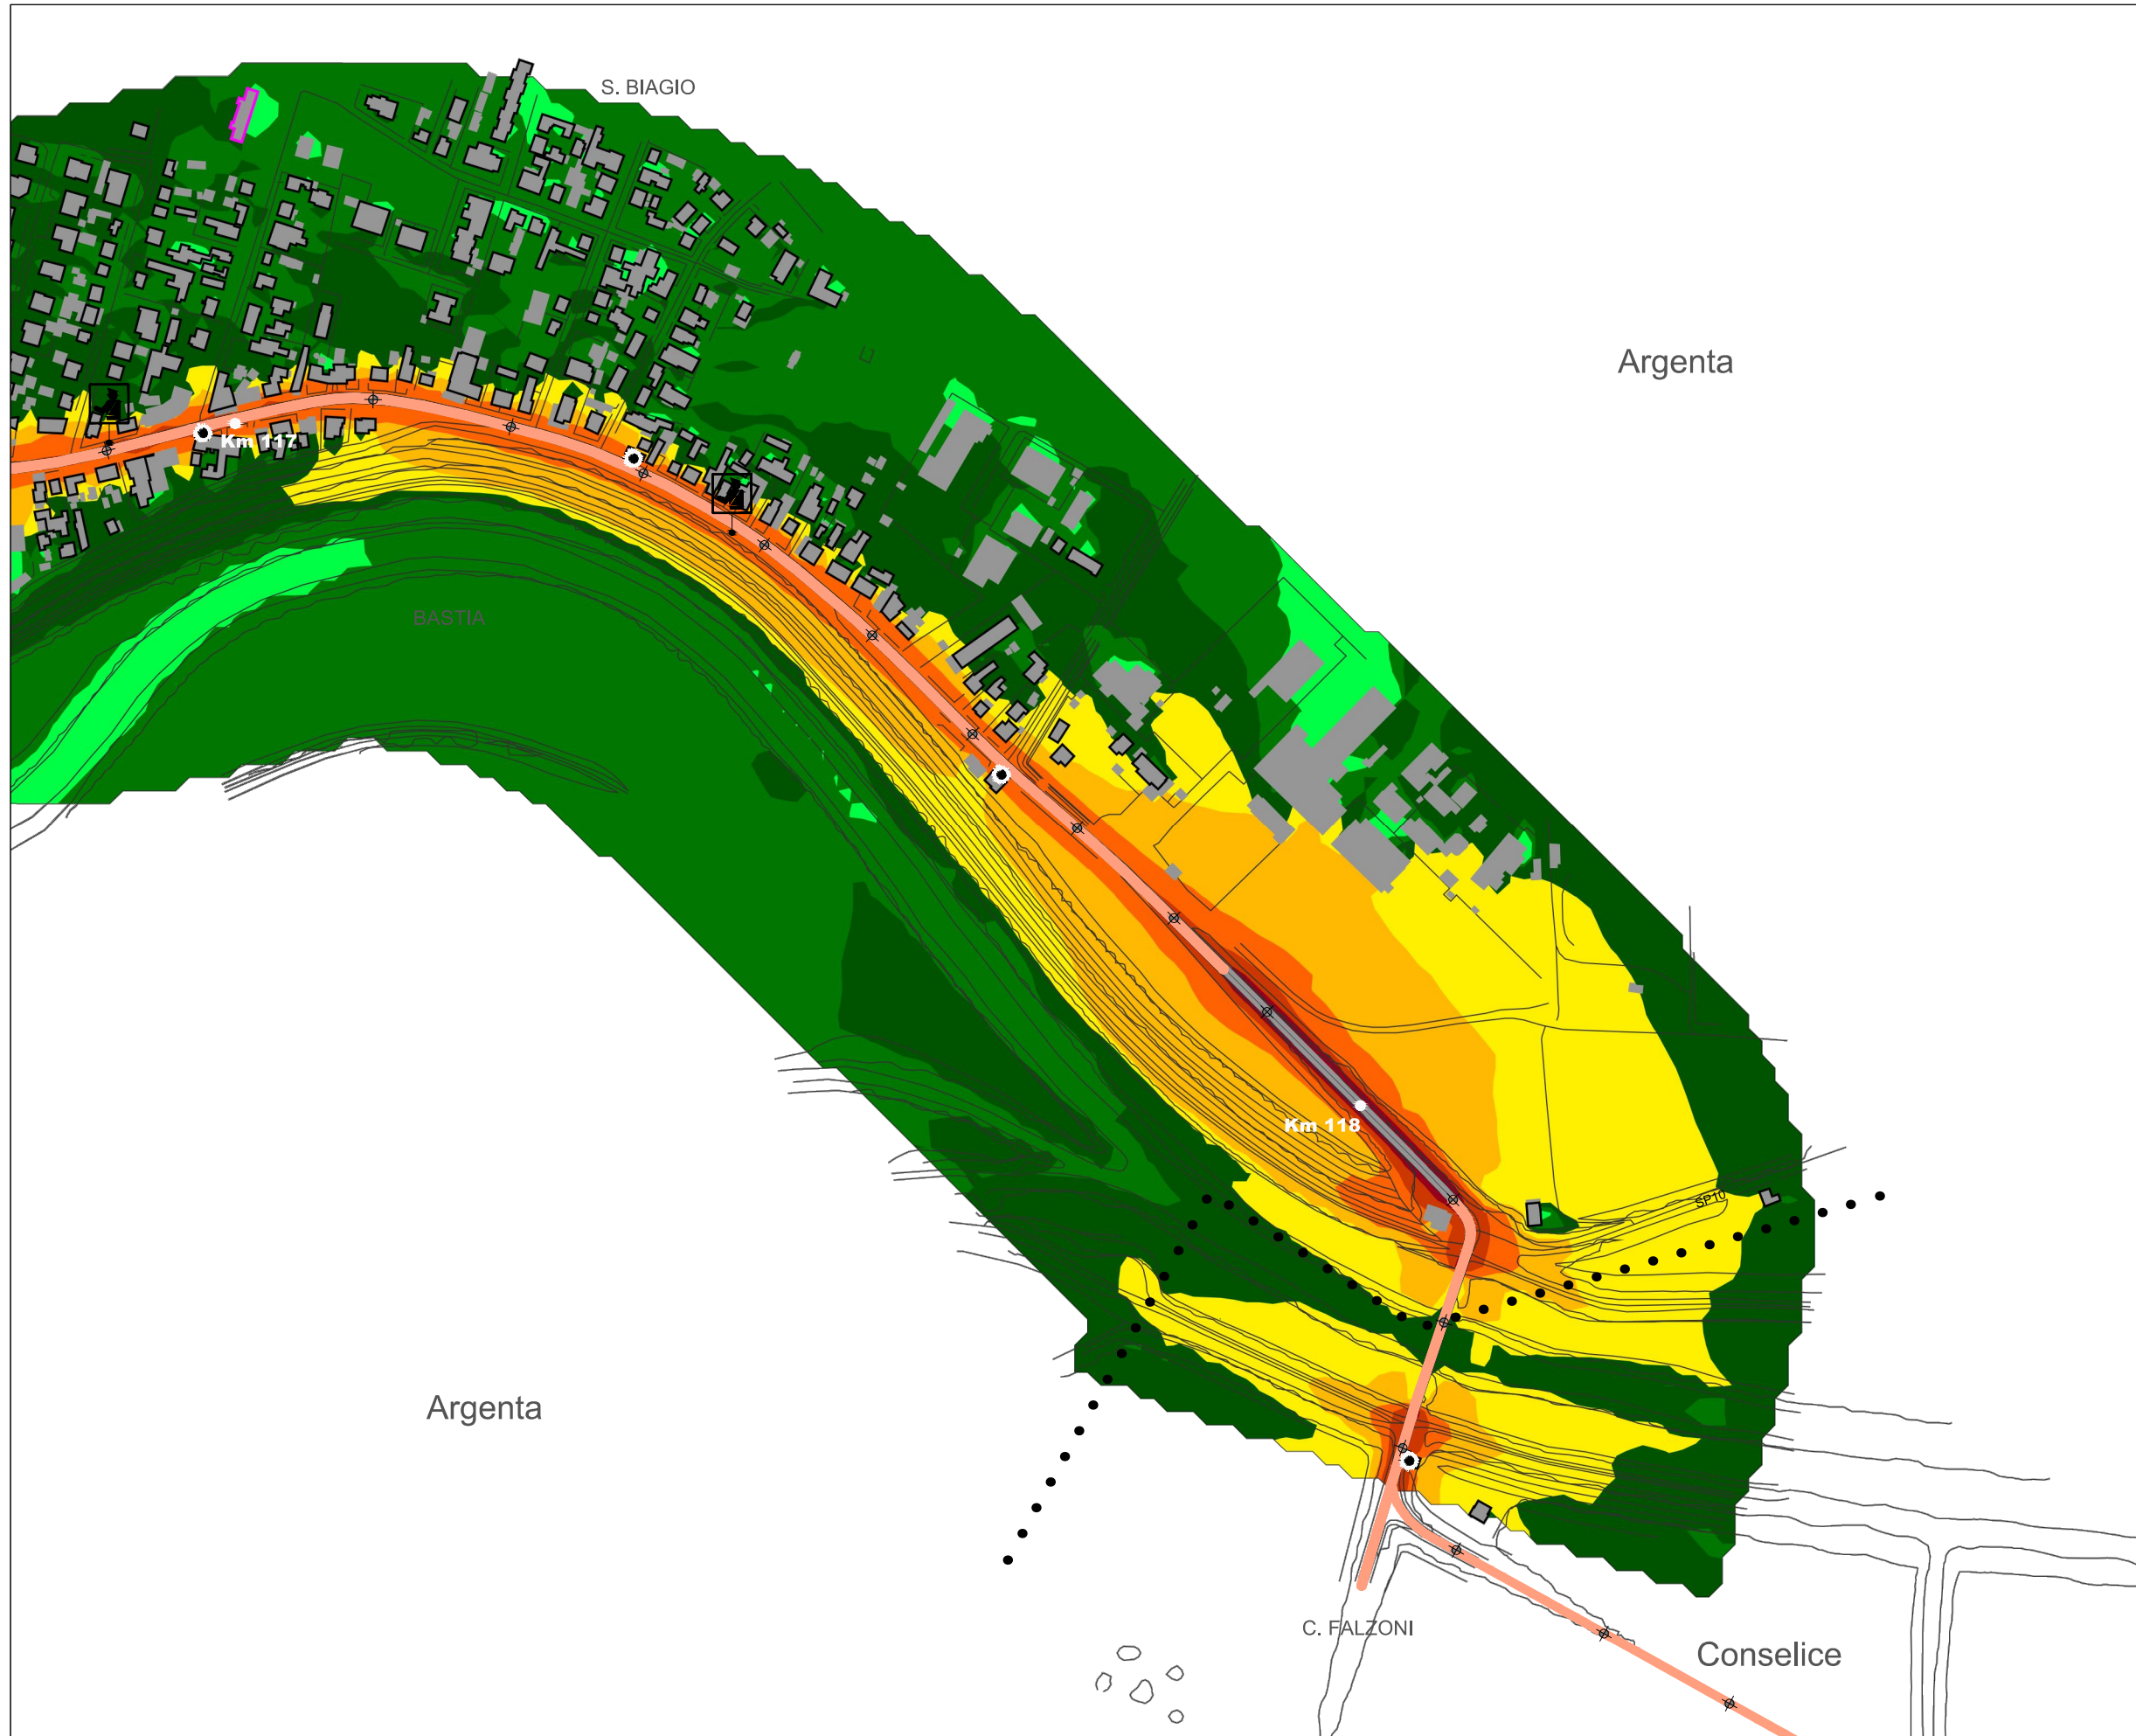 S. BIAGIO
Argenta
Km 117
BASTIA
Km 118
SP10
Argenta
C. FALZONI
Conselice